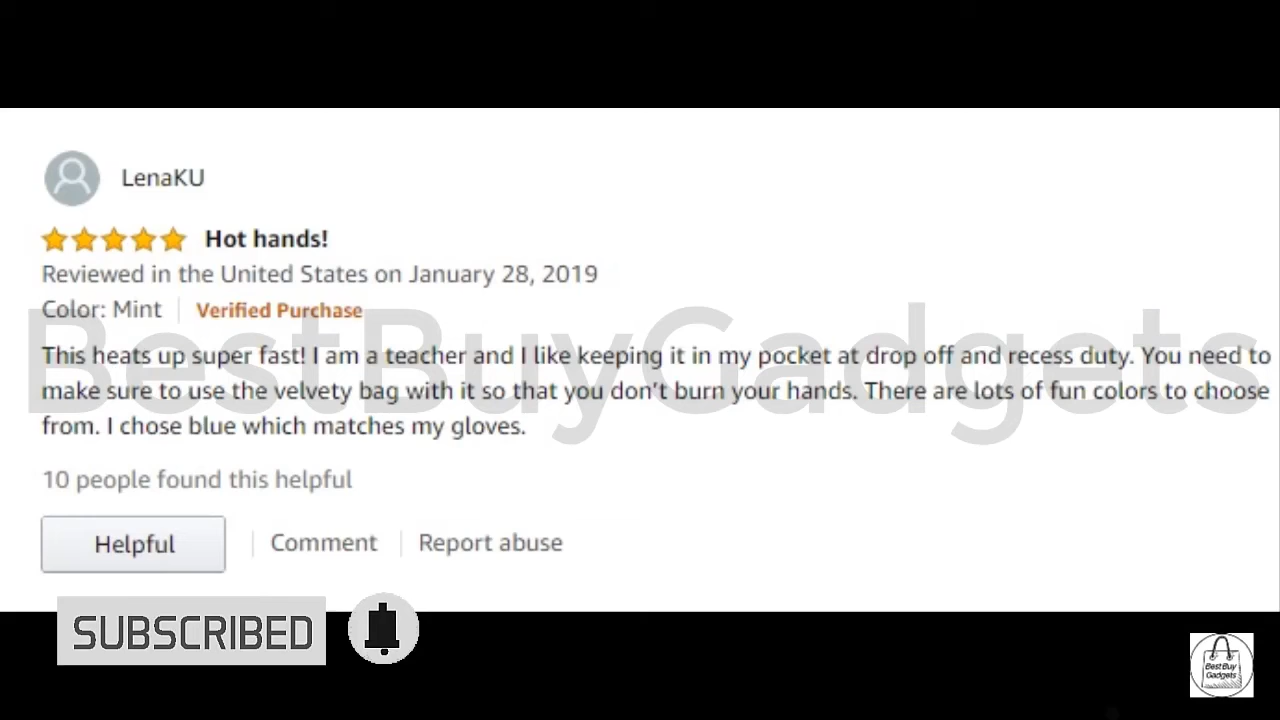 LenaKU
Hot hands!
Reviewed in the United States on January 28, 2019
Color: Mint Verified Purchase
BestBuyGadgets
This heats up super fast! I am a teacher and I like keeping it in my pocket at drop off and recess duty. You need to
make sure to use the velvety bag with it so that you don't burn your hands. There are lots of fun colors to choose
from. I chose blue which matches my gloves.
10 people found this helpful
Helpful Comment Report abuse
SUBSCRIBED
BestBuy
Gadgets